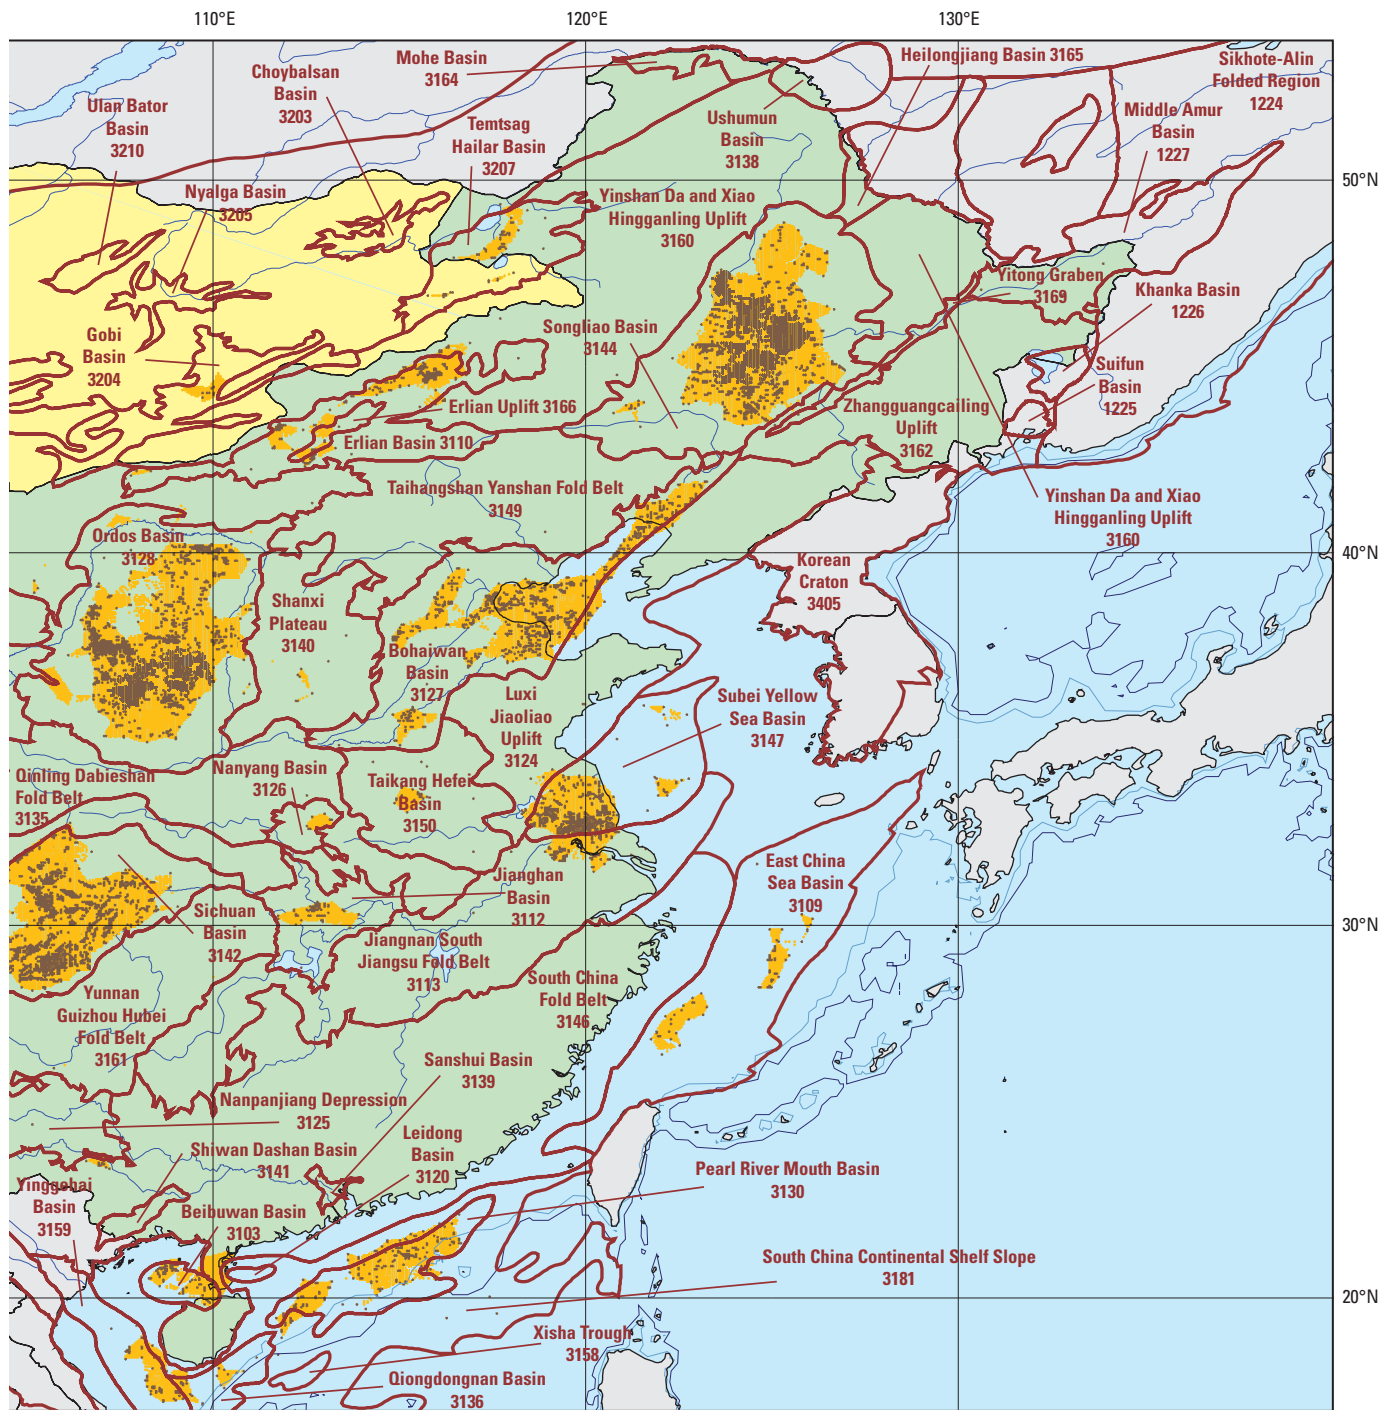 110°E
120°E
130°E
Mohe Basin
3164
Heilongjiang Basin 3165
Sikhote-Alin
Folded Region
1224
Choybalsan
Basin
3203
Ulan Bator
Basin
3210
Temtsag
Hailar Basin
3207
Ushumun
Basin
3138
Middle Amur
Basin
1227
50°N
Nyalga Basin
3205
Yinshan Da and Xiao
Hingganling Uplift
3160
Yitong Graben
3169
Khanka Basin
1226
Gobi
Basin
3204
Songliao Basin
3144
Suifun
Basin
1225
Erlian Uplift 3166
Zhangguangcailing
Uplift
3162
Erlian Basin 3110
Taihangshan Yanshan Fold Belt
3149
Yinshan Da and Xiao
Hingganling Uplift
3160
Ordos Basin
3128
40°N
Korean
Craton
3405
Shanxi
Plateau
3140
Bohaiwan
Basin
3127
Luxi
Jiaoliao
Uplift
3124
Subei Yellow
Sea Basin
3147
Qinling Dabieshan
Fold Belt
3135
Nanyang Basin
3126
Taikang Hefei
Basin
3150
East China
Sea Basin
3109
Jianghan
Basin
3112
Sichuan
Basin
3142
30°N
Jiangnan South
Jiangsu Fold Belt
3113
South China
Fold Belt
3146
Yunnan
Guizhou Hubei
Fold Belt
3161
Sanshui Basin
3139
Nanpanjiang Depression
3125
Leidong
Basin
3120
Shiwan Dashan Basin
3141
Pearl River Mouth Basin
3130
Yinggehai
Basin
3159
Beibuwan Basin
3103
South China Continental Shelf Slope
3181
20°N
Xisha Trough
3158
Qiongdongnan Basin
3136